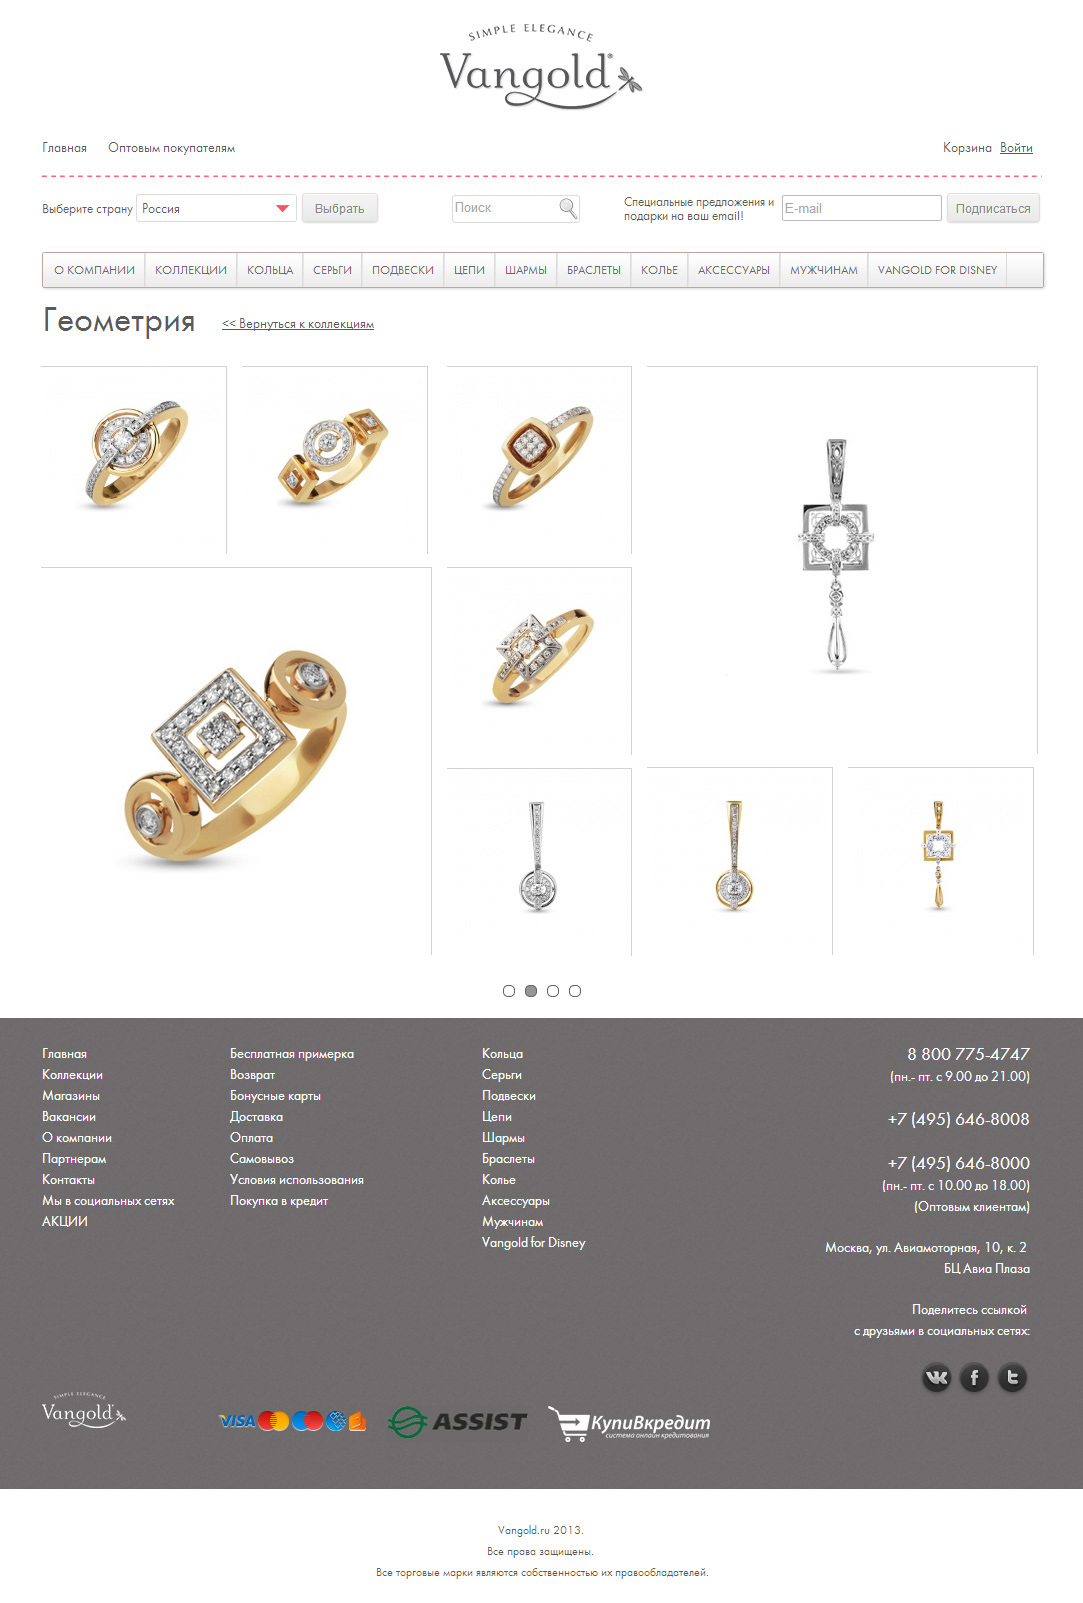 SIMPLE ELEGANCE
Vangold®
Главная Оптовым покупателям Корзина Войти
Выберите страну Россия Выбрать Поиск Специальные предложения и
подарки на ваш email! E-mail Подписаться
О КОМПАНИИ КОЛЛЕКЦИИ КОЛЬЦА СЕРЬГИ ПОДВЕСКИ ЦЕПИ ШАРМЫ БРАСЛЕТЫ КОЛЬЕ АКСЕССУАРЫ МУЖЧИНАМ VANGOLD FOR DISNEY
Геометрия << Вернуться к коллекциям
Главная
Коллекции
Магазины
Вакансии
О компании
Партнерам
Контакты
Мы в социальных сетях
АКЦИИ
Бесплатная примерка
Возврат
Бонусные карты
Доставка
Оплата
Самовывоз
Условия использования
Покупка в кредит
Кольца
Серьги
Подвески
Цепи
Шармы
Браслеты
Колье
Аксессуары
Мужчинам
Vangold for Disney
8 800 775-4747
(пн.- пт. с 9.00 до 21.00)
+7 (495) 646-8008
+7 (495) 646-8000
(пн.- пт. с 10.00 до 18.00)
(Оптовым клиентам)
Москва, ул. Авиамоторная, 10, к. 2
БЦ Авиа Плаза
Поделитесь ссылкой
с друзьями в социальных сетях:
SIMPLE ELEGANCE
Vangold
VISA ASSIST КупиВкредит
система онлайн кредитования
Vangold.ru 2013.
Все права защищены.
Все торговые марки являются собственностью их правообладателей.